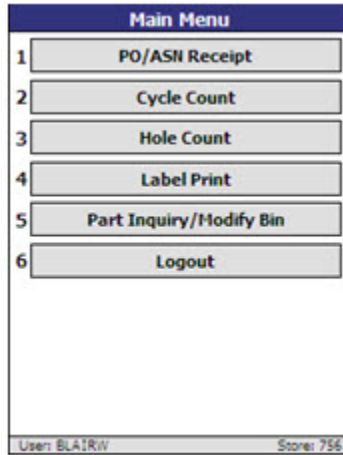 Main Menu
1 PO/ASN Receipt
2 Cycle Count
3 Hole Count
4 Label Print
5 Part Inquiry/Modify Bin
6 Logout
User: BLAIRW Store: 756